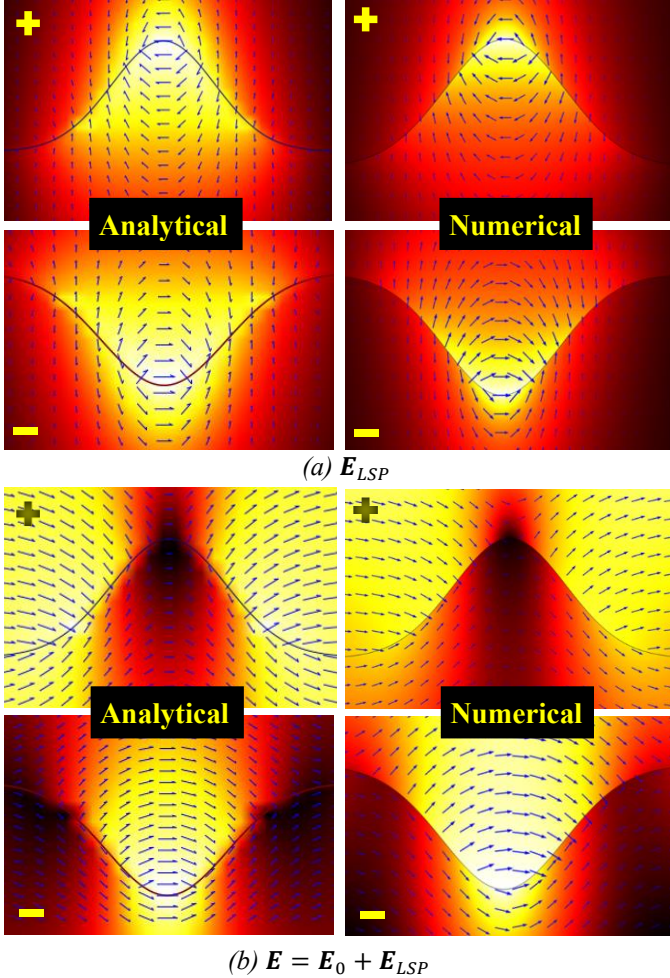 + +
Analytical Numerical
− −
(a) E_LSP
+ +
Analytical Numerical
− −
(b) E = E_0 + E_LSP